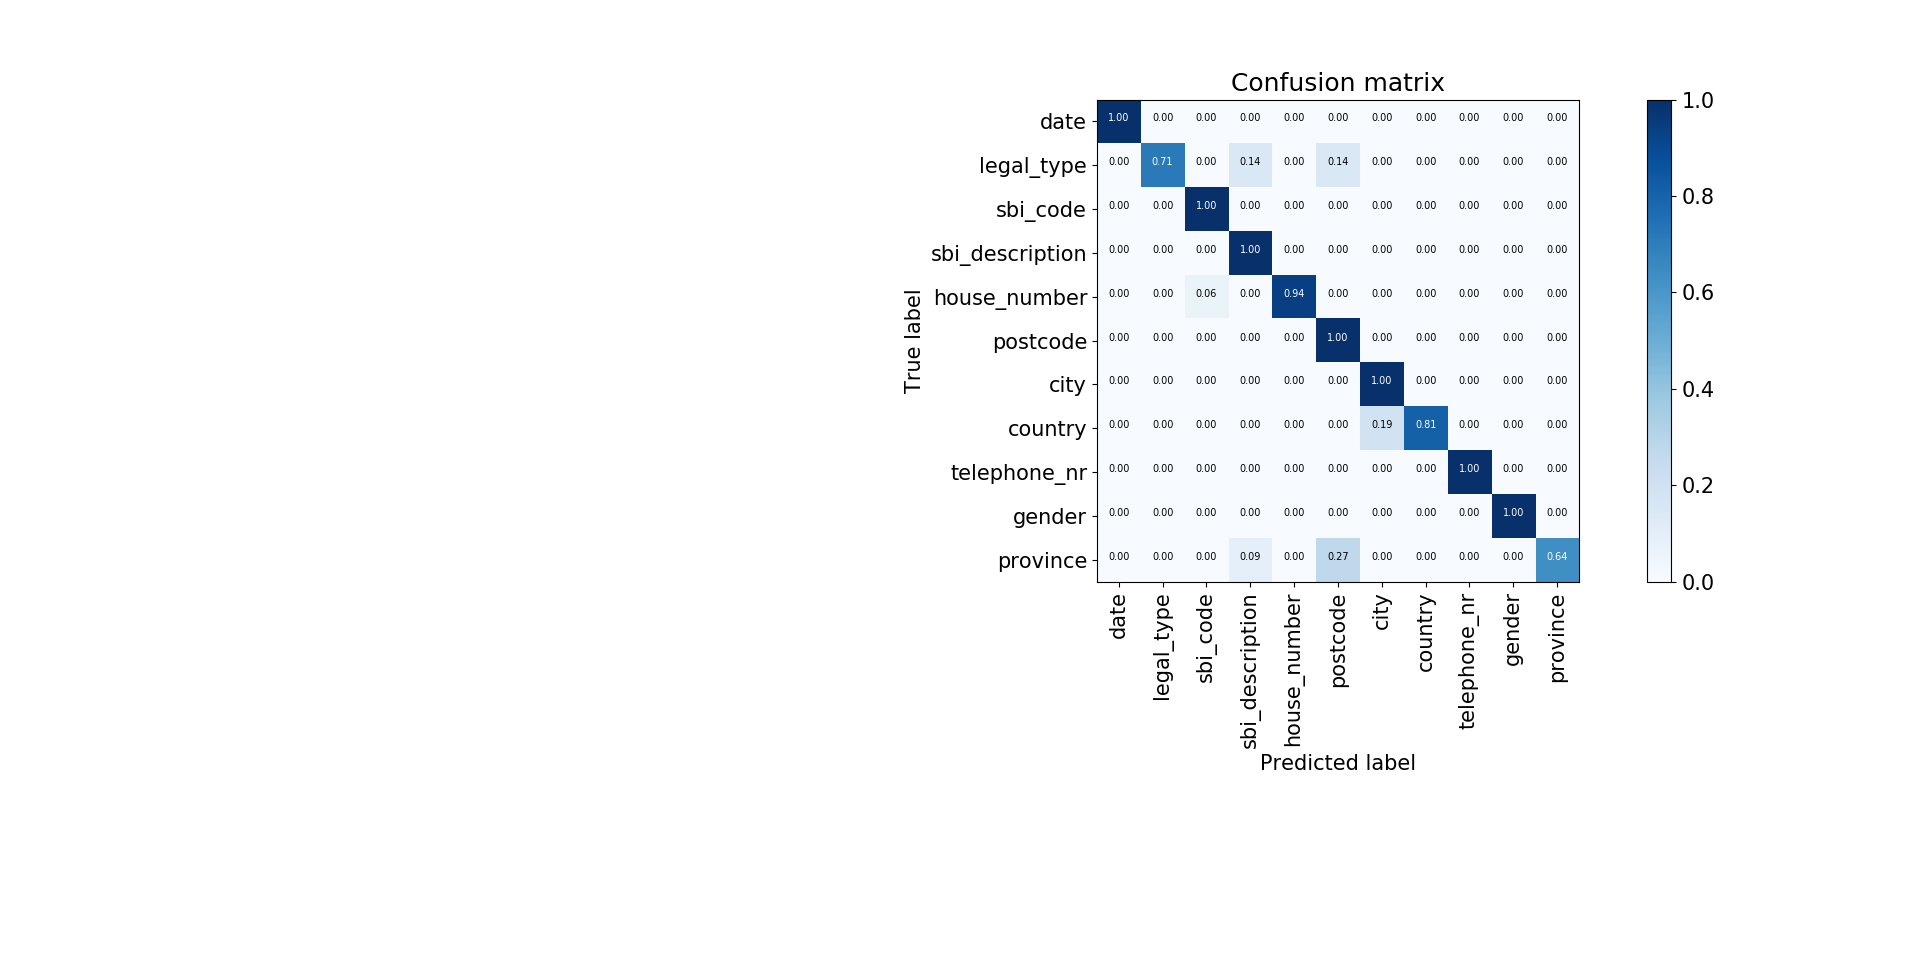 Confusion matrix
date 1.00 0.00 0.00 0.00 0.00 0.00 0.00 0.00 0.00 0.00 0.00
legal_type 0.00 0.71 0.00 0.14 0.00 0.14 0.00 0.00 0.00 0.00 0.00
sbi_code 0.00 0.00 1.00 0.00 0.00 0.00 0.00 0.00 0.00 0.00 0.00
sbi_description 0.00 0.00 0.00 1.00 0.00 0.00 0.00 0.00 0.00 0.00 0.00
house_number 0.00 0.00 0.06 0.00 0.94 0.00 0.00 0.00 0.00 0.00 0.00
postcode 0.00 0.00 0.00 0.00 0.00 1.00 0.00 0.00 0.00 0.00 0.00
city 0.00 0.00 0.00 0.00 0.00 0.00 1.00 0.00 0.00 0.00 0.00
country 0.00 0.00 0.00 0.00 0.00 0.00 0.19 0.81 0.00 0.00 0.00
telephone_nr 0.00 0.00 0.00 0.00 0.00 0.00 0.00 0.00 1.00 0.00 0.00
gender 0.00 0.00 0.00 0.00 0.00 0.00 0.00 0.00 0.00 1.00 0.00
province 0.00 0.00 0.00 0.09 0.00 0.27 0.00 0.00 0.00 0.00 0.64
True label
date legal_type sbi_code sbi_description house_number postcode city country telephone_nr gender province
Predicted label
1.0
0.8
0.6
0.4
0.2
0.0